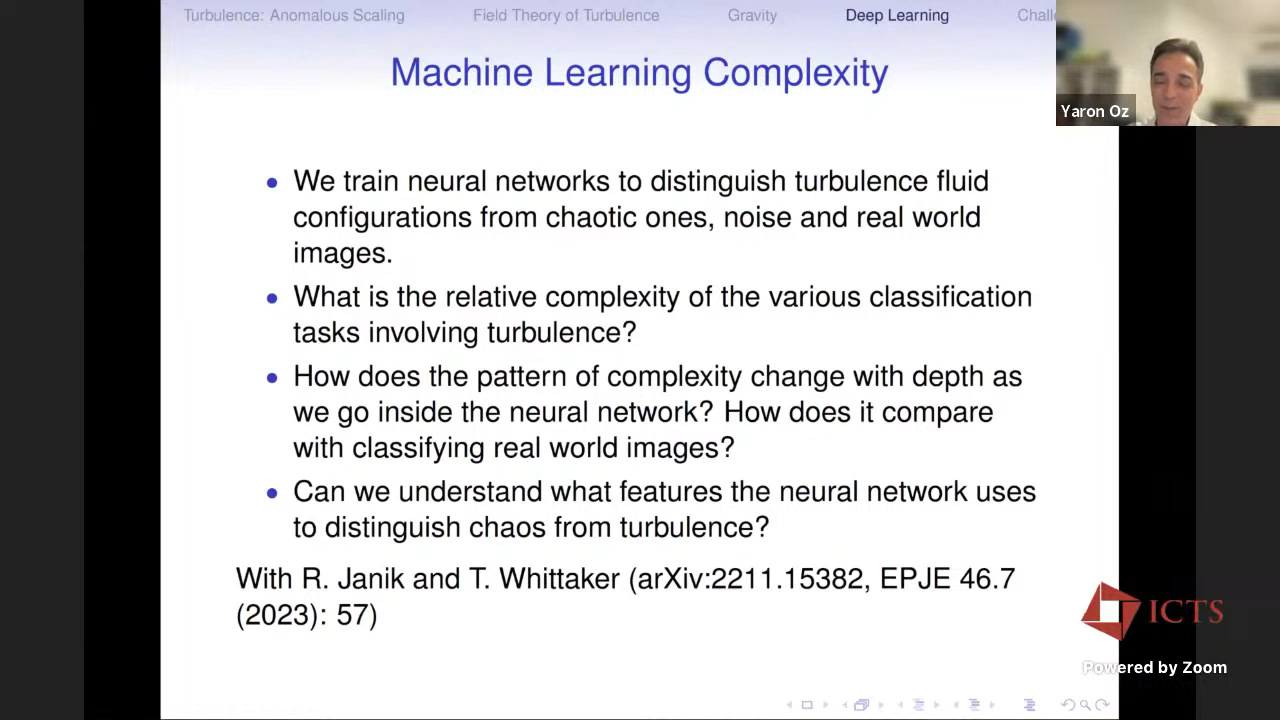 Turbulence: Anomalous Scaling Field Theory of Turbulence Gravity Deep Learning Chall
Machine Learning Complexity
Yaron Oz
• We train neural networks to distinguish turbulence fluid
configurations from chaotic ones, noise and real world
images.
• What is the relative complexity of the various classification
tasks involving turbulence?
• How does the pattern of complexity change with depth as
we go inside the neural network? How does it compare
with classifying real world images?
• Can we understand what features the neural network uses
to distinguish chaos from turbulence?
With R. Janik and T. Whittaker (arXiv:2211.15382, EPJE 46.7
(2023): 57)
ICTS
Powered by Zoom